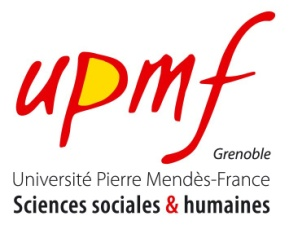 upmf
Grenoble
Université Pierre Mendès-France
Sciences sociales & humaines